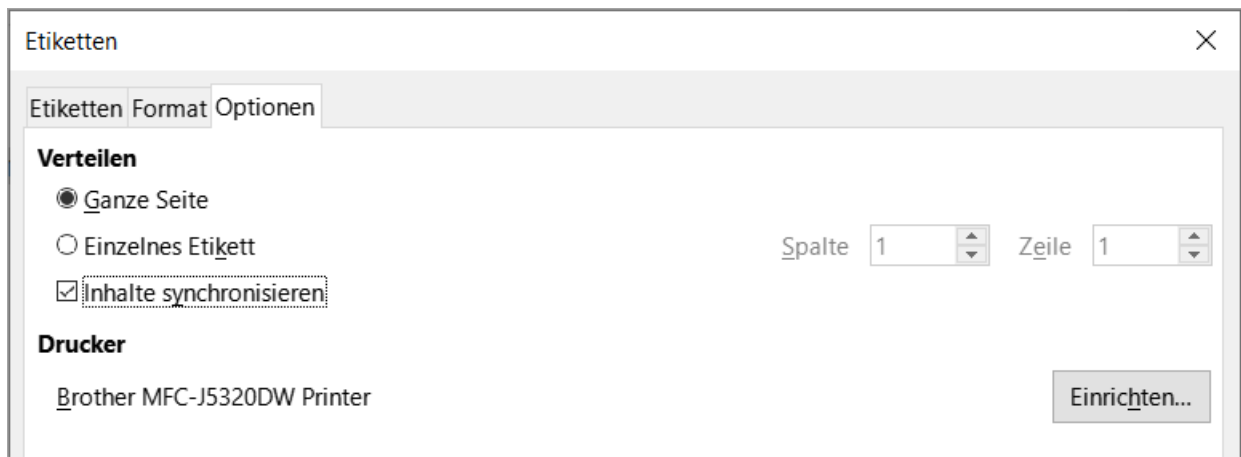 Etiketten
Etiketten Format Optionen
Verteilen
Ganze Seite
Einzelnes Etikett Spalte 1 Zeile 1
Inhalte synchronisieren
Drucker
Brother MFC-J5320DW Printer Einrichten...